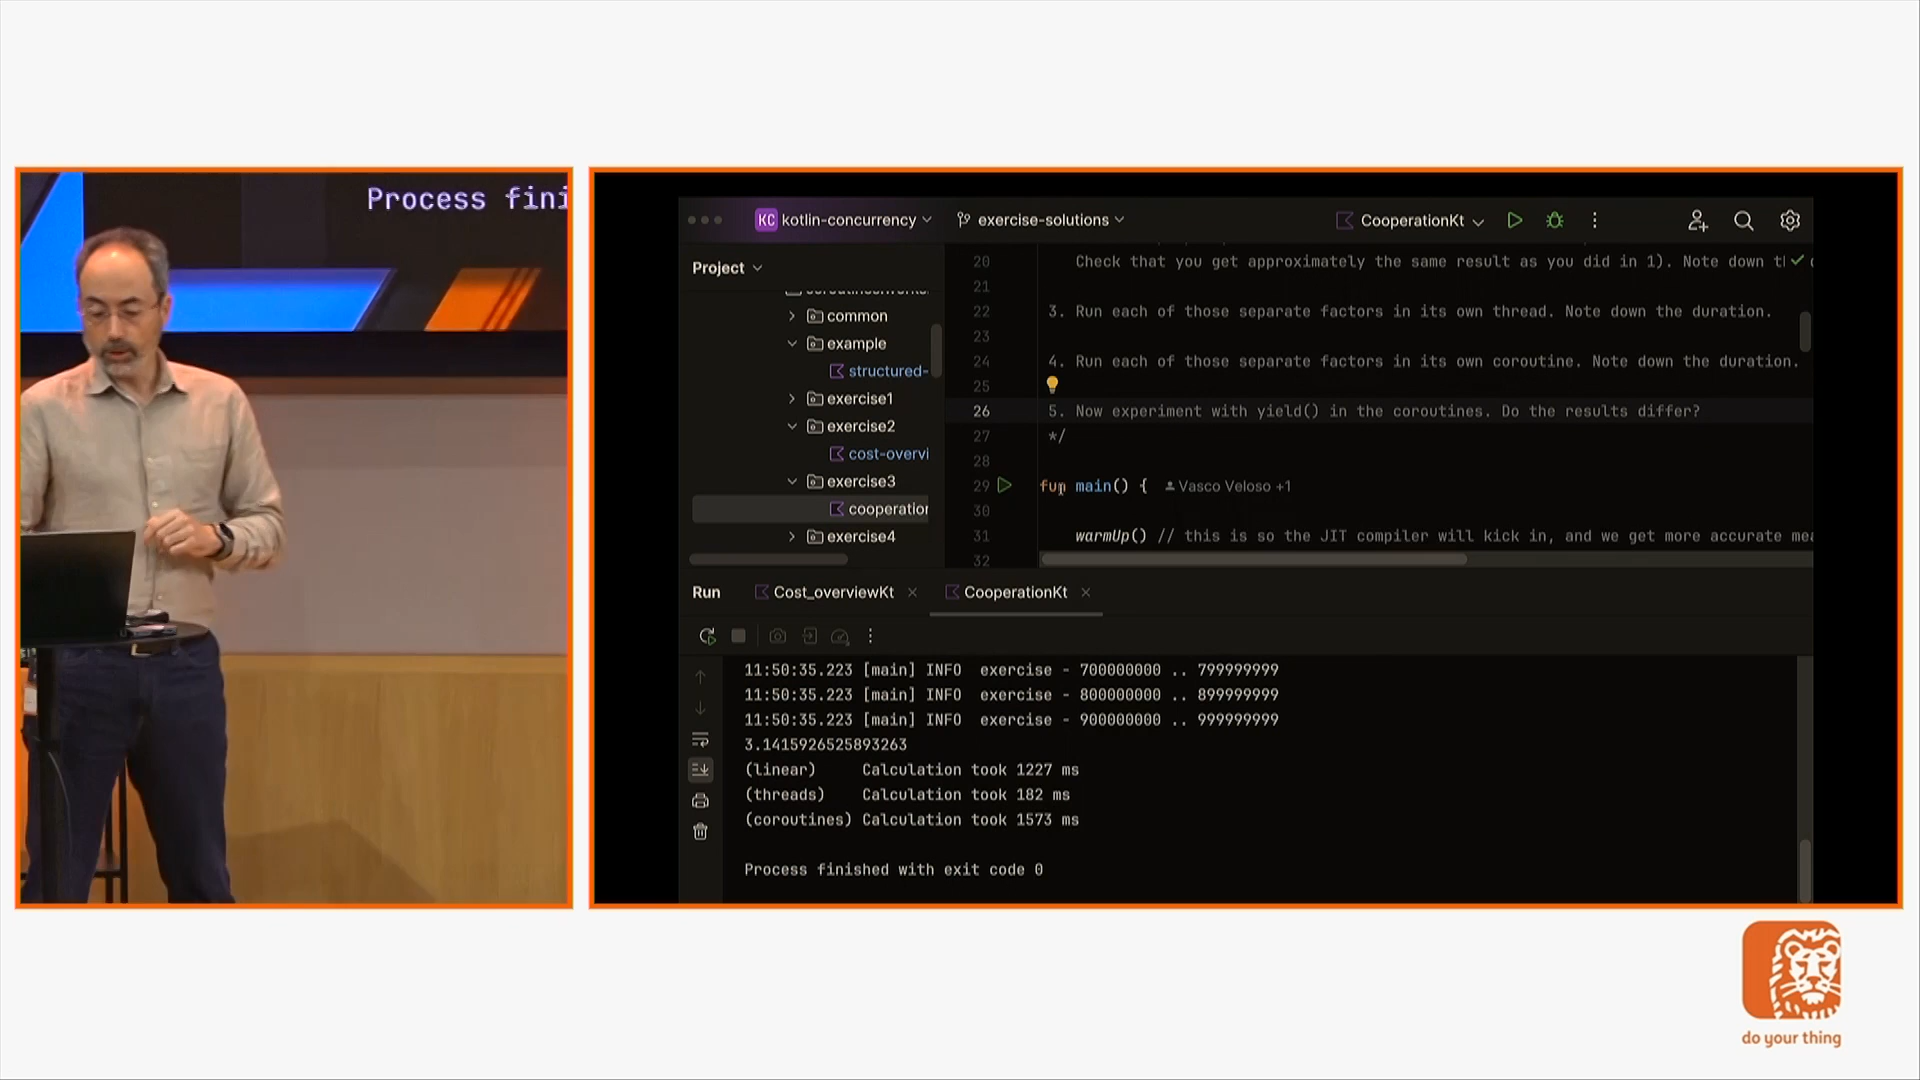 Process fini
KC kotlin-concurrency
exercise-solutions
CooperationKt
Project
common
example
structured-
exercise1
exercise2
cost-overvi
exercise3
cooperation
exercise4
20 Check that you get approximately the same result as you did in 1). Note down t
21
22 3. Run each of those separate factors in its own thread. Note down the duration.
23
24 4. Run each of those separate factors in its own coroutine. Note down the duration.
25
26 5. Now experiment with yield() in the coroutines. Do the results differ?
27 */
28
29 fun main() { Vasco Veloso +1
30
31 warmUp() // this is so the JIT compiler will kick in, and we get more accurate mea
32
Run Cost_overviewKt CooperationKt
11:50:35.223 [main] INFO exercise - 700000000 .. 799999999
11:50:35.223 [main] INFO exercise - 800000000 .. 899999999
11:50:35.223 [main] INFO exercise - 900000000 .. 999999999
3.1415926525893263
(linear) Calculation took 1227 ms
(threads) Calculation took 182 ms
(coroutines) Calculation took 1573 ms
Process finished with exit code 0
do your thing